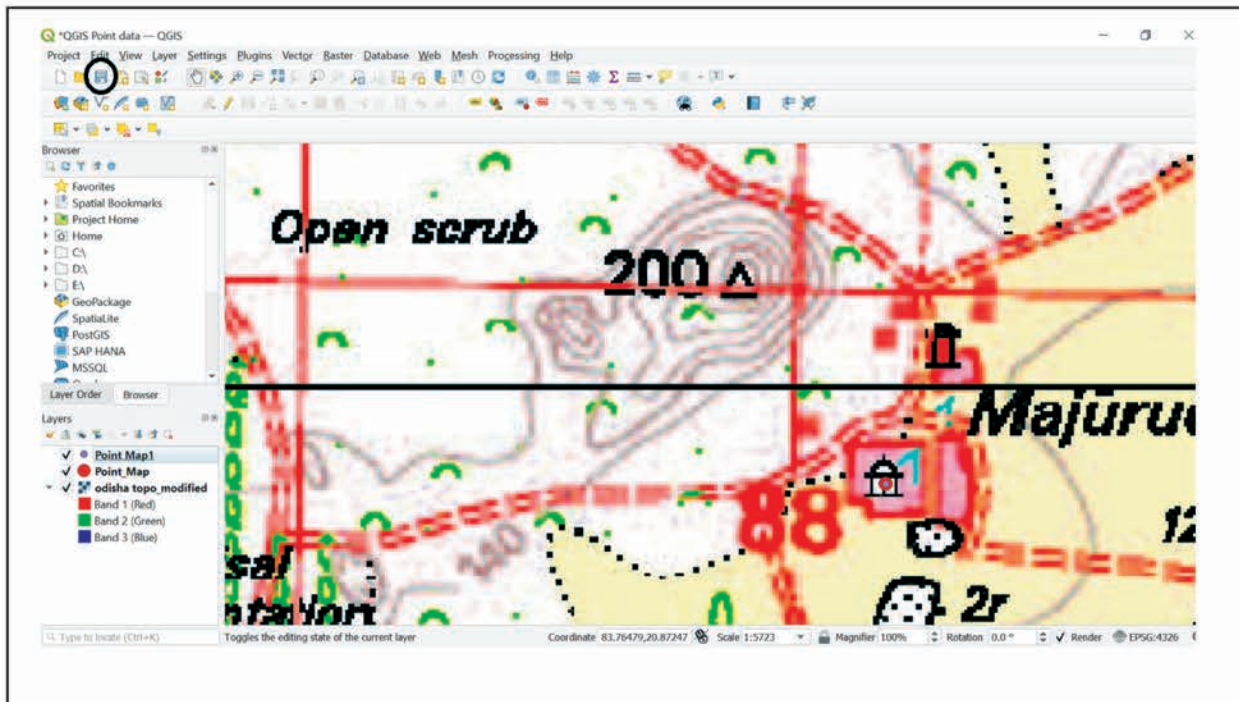 *QGIS Point data — QGIS
Project Edit View Layer Settings Plugins Vector Raster Database Web Mesh Processing Help
Browser
Favorites
Spatial Bookmarks
Project Home
Home
C:\
D:\
E:\
GeoPackage
SpatiaLite
PostGIS
SAP HANA
MSSQL
Layer Order Browser
Layers
Point Map1
Point_Map
odisha topo_modified
Band 1 (Red)
Band 2 (Green)
Band 3 (Blue)
Open scrub
200
Majuru
88
12
sal
2r
Type to locate (Ctrl+K) Toggles the editing state of the current layer Coordinate 83.76479,20.87247 Scale 1:5723 Magnifier 100% Rotation 0.0 ° Render EPSG:4326